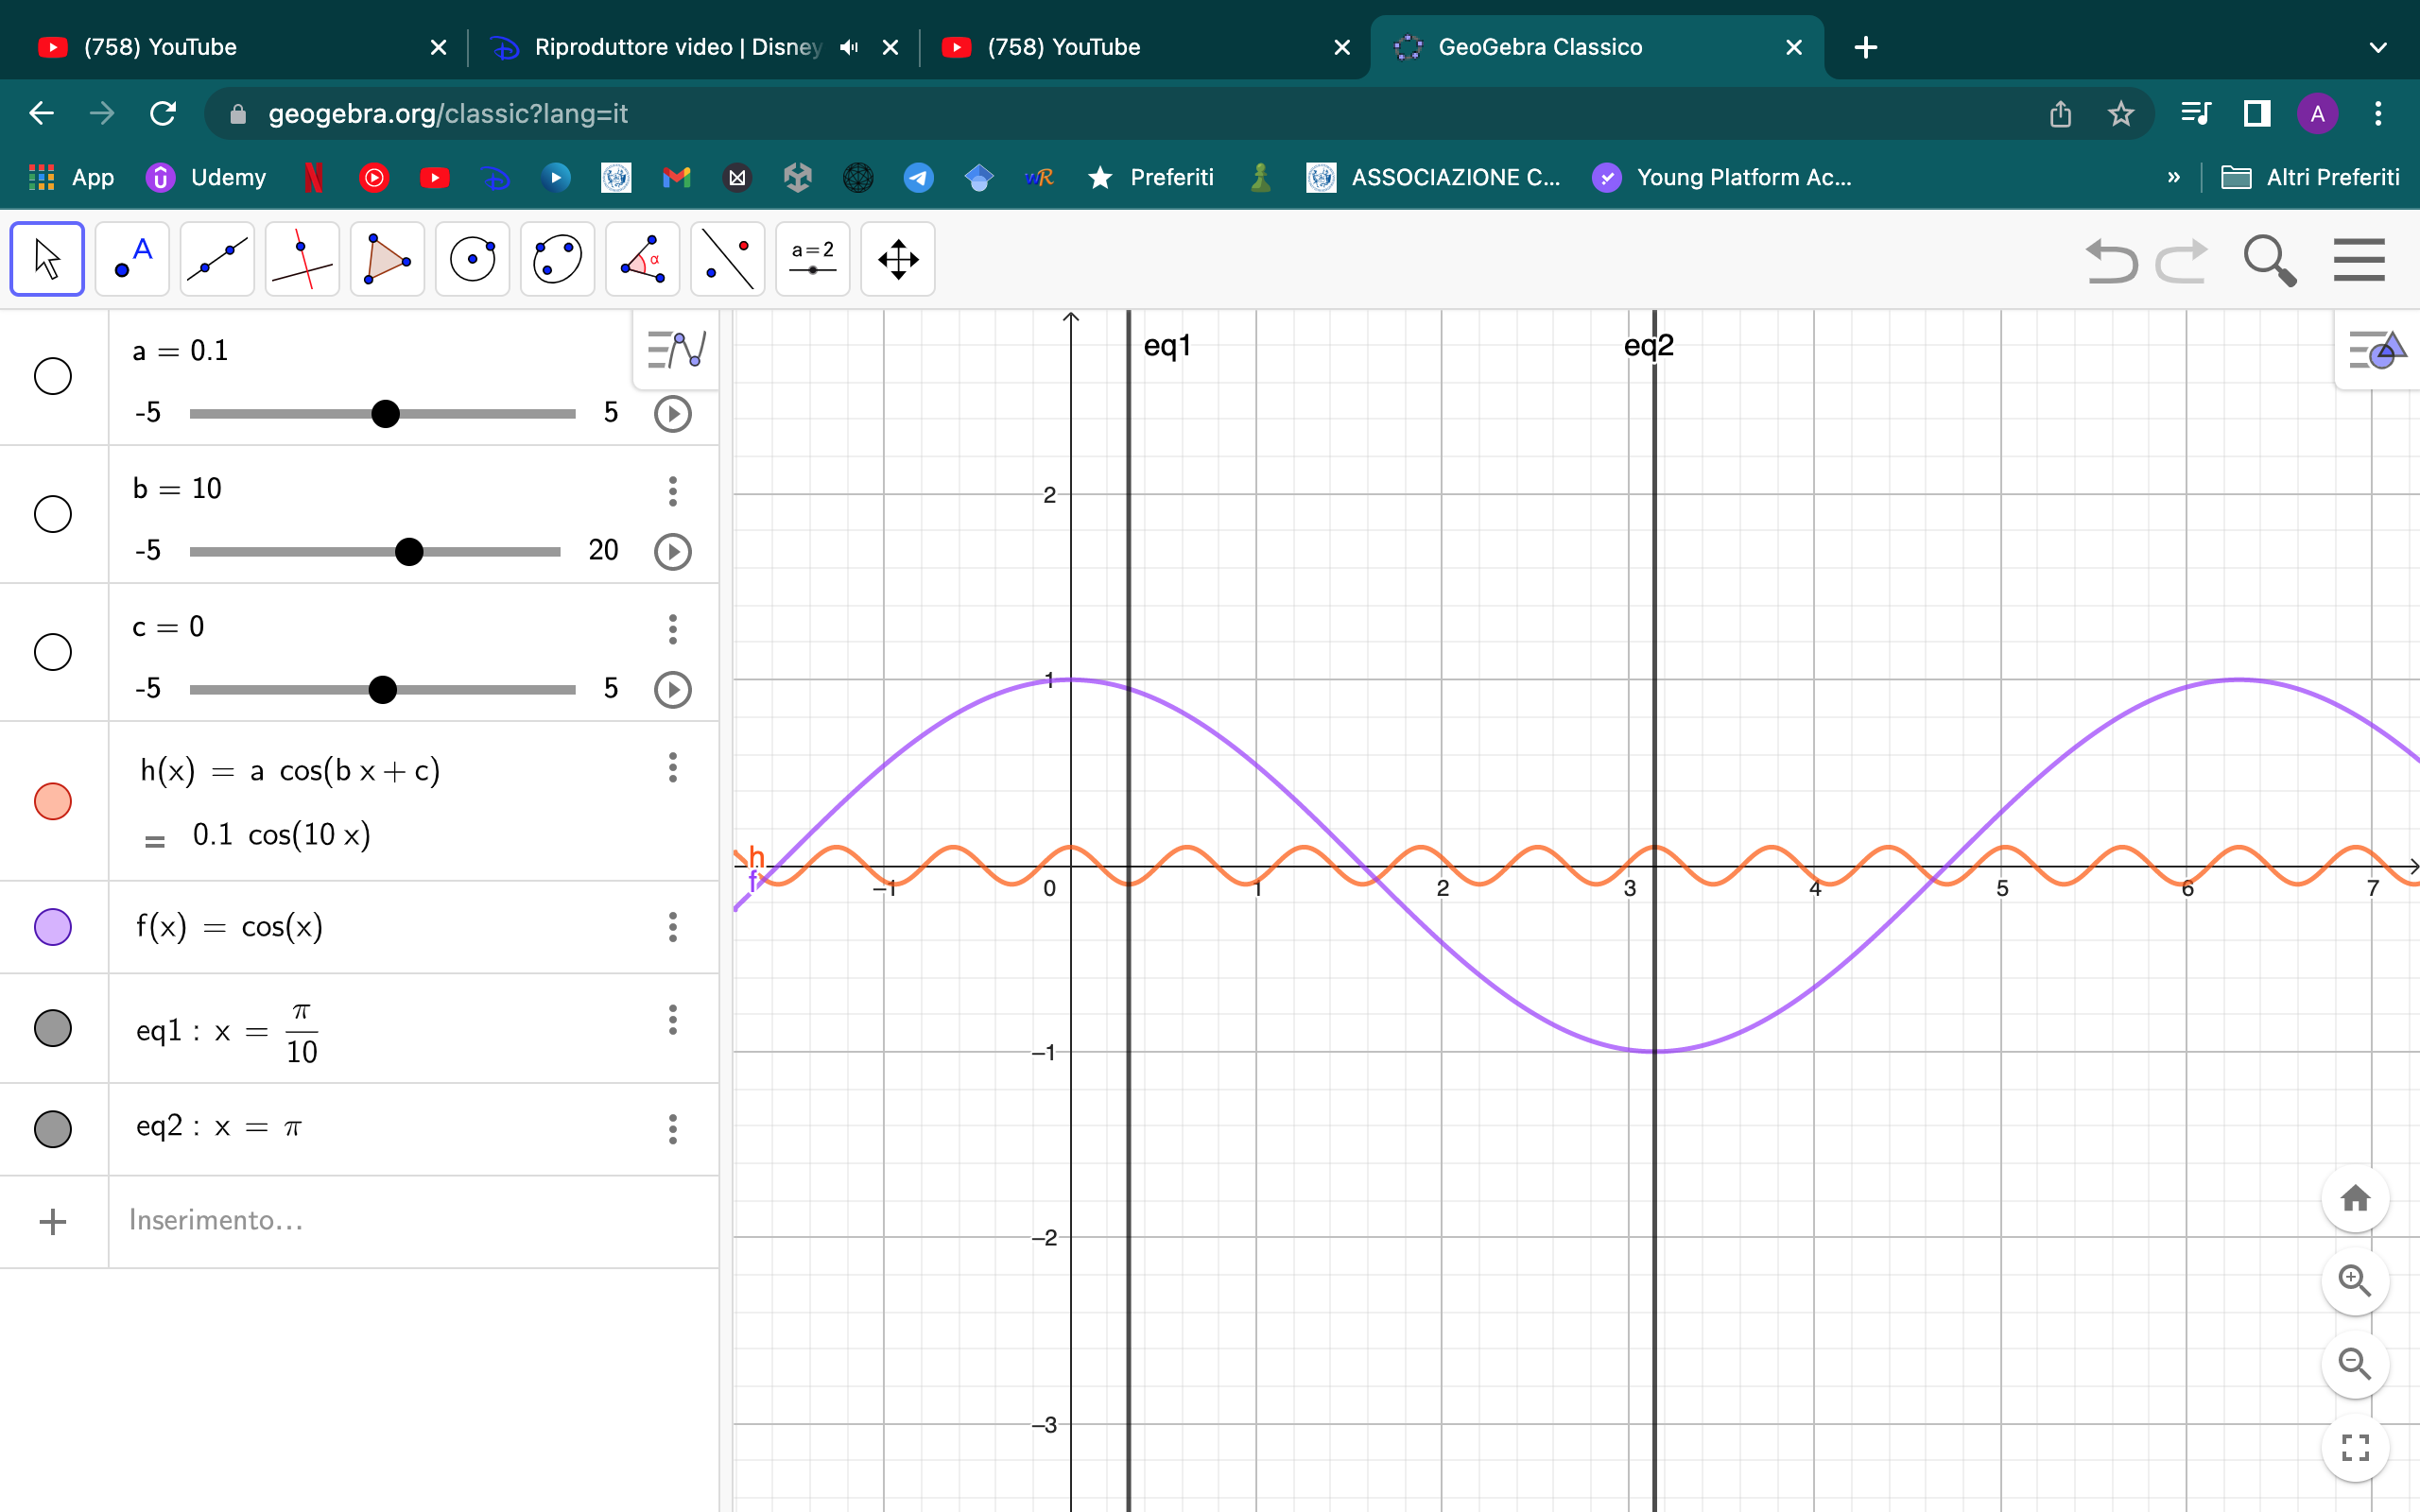 (758) YouTube
Riproduttore video | Disney
(758) YouTube
GeoGebra Classico
geogebra.org/classic?lang=it
A
App
Udemy
Preferiti
ASSOCIAZIONE C...
Young Platform Ac...
»
Altri Preferiti
A
α
a=2
a = 0.1
-5
5
b = 10
-5
20
c = 0
-5
5
h(x) = a cos(b x + c)
= 0.1 cos(10 x)
f(x) = cos(x)
eq1 : x = π/10
eq2 : x = π
Inserimento...
eq1
eq2
2
1
h
f
–1
0
1
2
3
4
5
6
7
–1
–2
–3